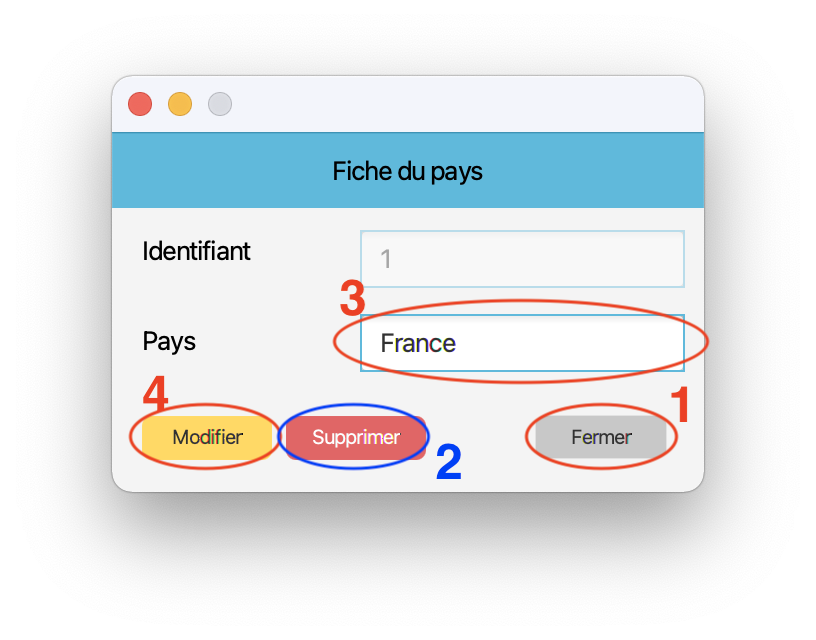 Fiche du pays
Identifiant
1
3
Pays
France
4
1
Modifier
Supprimer
Fermer
2